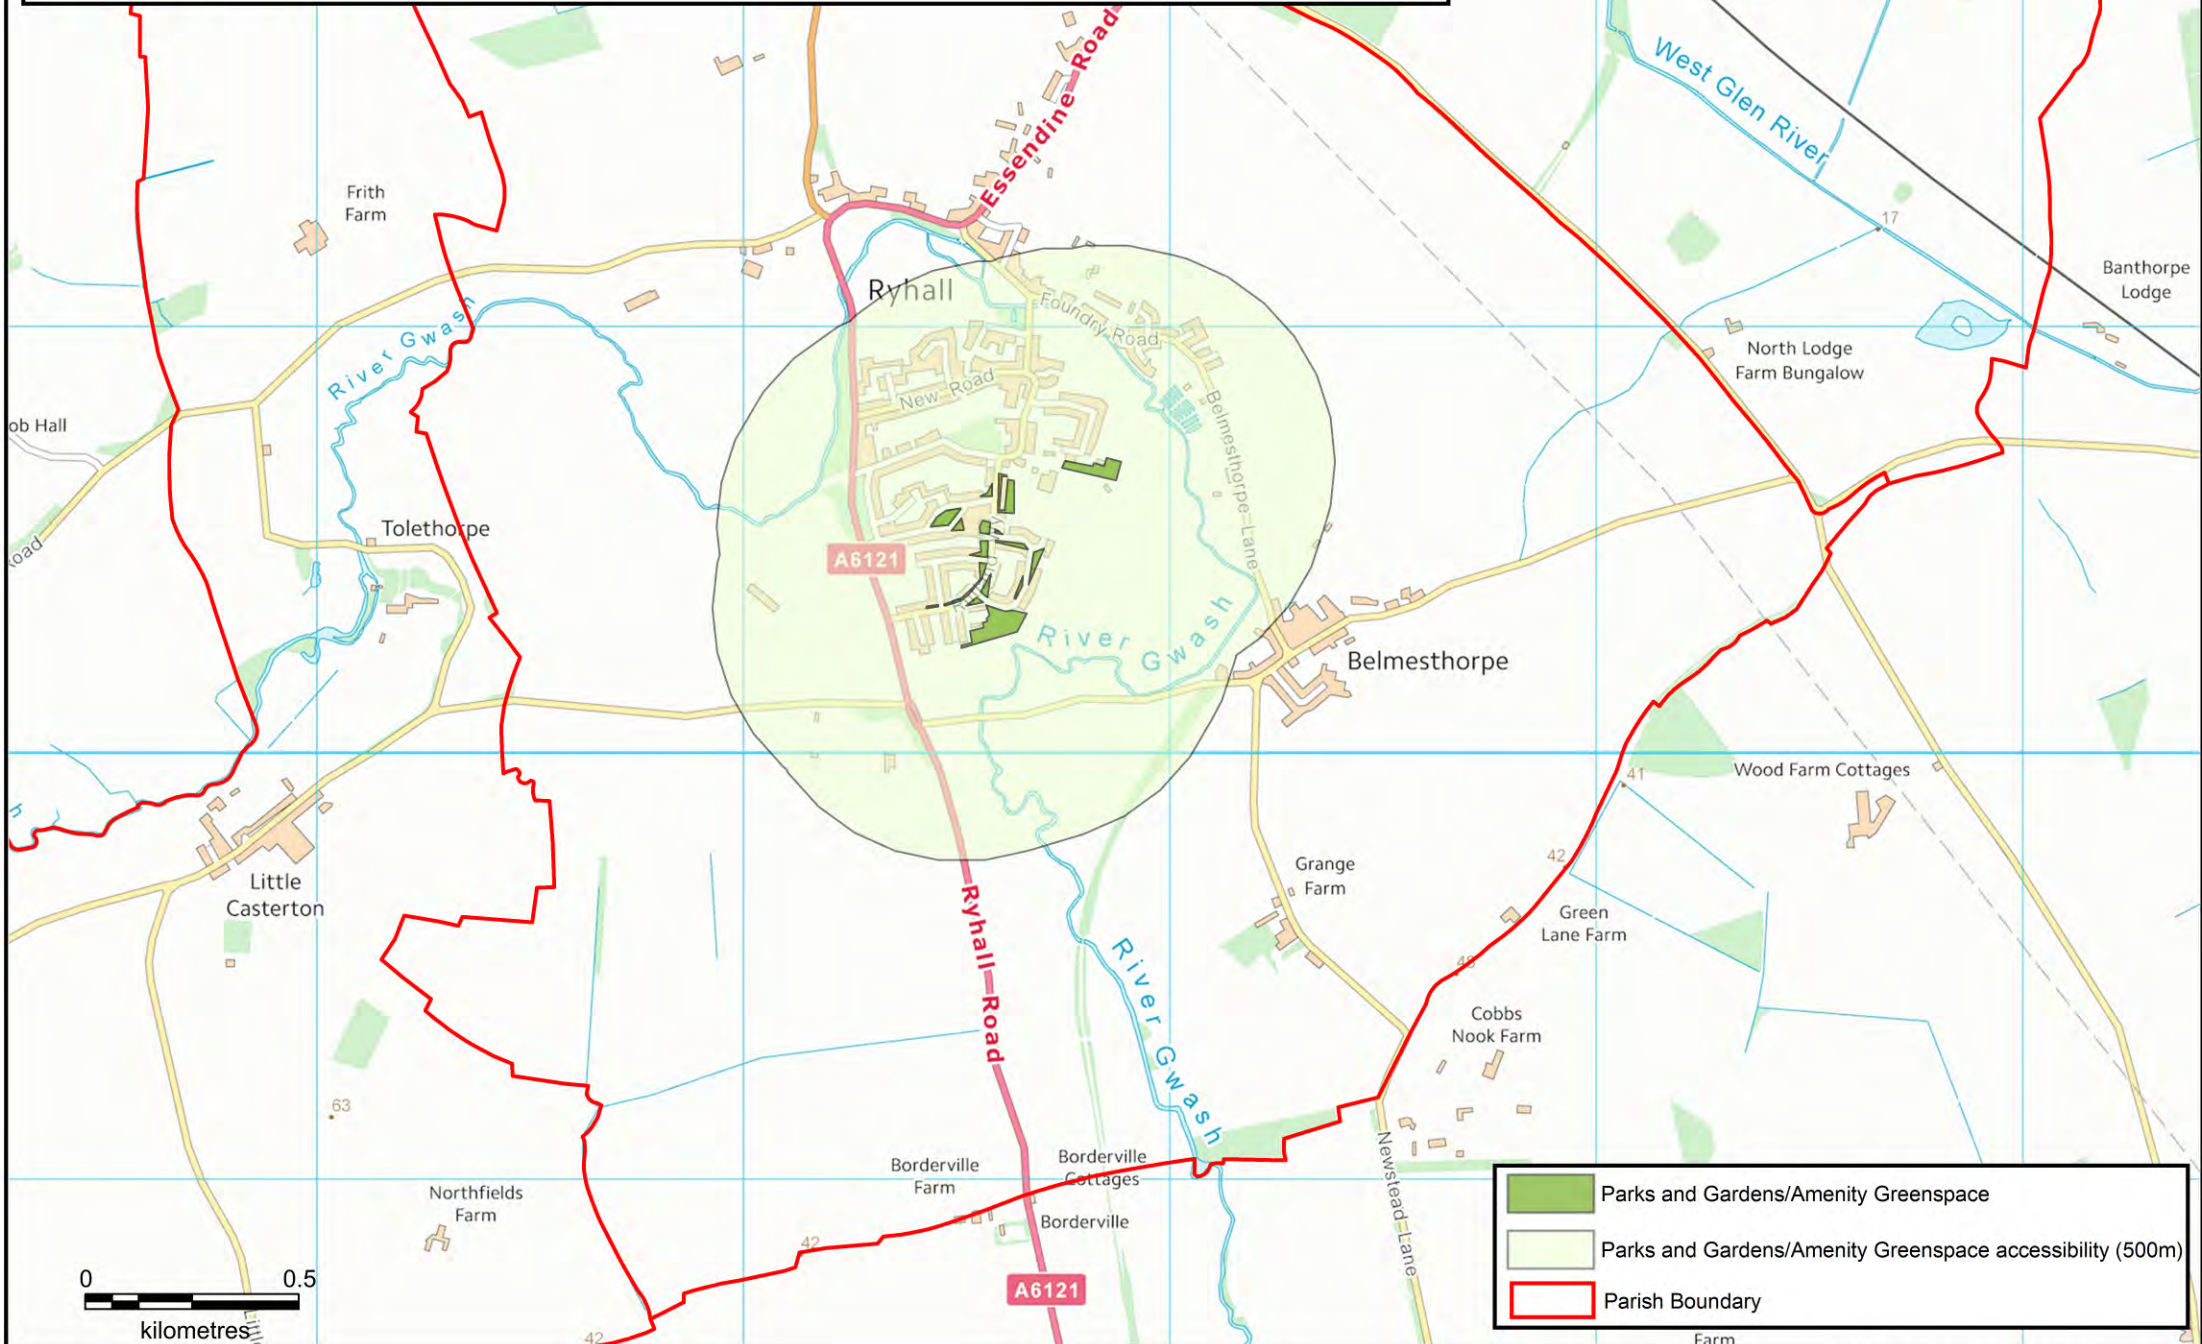 Essendine Road
West Glen River
17
Frith
Farm
Banthorpe
Lodge
Ryhall
Foundry Road
River Gwash
North Lodge
Farm Bungalow
New Road
ob Hall
Belmesthorpe Lane
Tolethorpe
oad
A6121
River
Gwash
Belmesthorpe
41
Wood Farm Cottages
h
42
Grange
Farm
Little
Casterton
Green
Lane Farm
Ryhall Road
48
River Gwash
Cobbs
Nook Farm
63
Borderville
Farm
Borderville
Cottages
Newstead Lane
Northfields
Farm
Borderville
42
A6121
42
Farm
0 0.5
kilometres
Parks and Gardens/Amenity Greenspace
Parks and Gardens/Amenity Greenspace accessibility (500m)
Parish Boundary